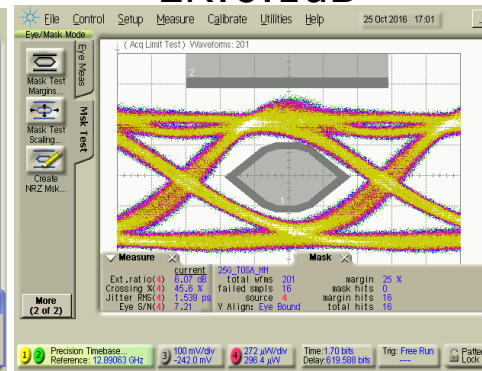 File Control Setup Measure Calibrate Utilities Help 25 Oct 2016 17:01
Eye/Mask Mode
( Acq Limit Test ) Waveforms: 201
Mask Test
Margins...
Mask Test
Scaling...
Create
NRZ Msk...
More
(2 of 2)
Eye Meas
Msk Test
2
1
Measure
current
Ext.ratio(4) 6.07 dB
Crossing %(4) 45.6 %
Jitter RMS(4) 1.539 ps
Eye S/N(4) 7.21
Mask
25G_TOSA_MM
total wfms 201 margin 25 %
failed smpls 16 mask hits 0
source 4 margin hits 16
Y Align: Eye Bound total hits 16
1 2 Precision Timebase...
Reference: 12.89063 GHz
3 100 mV/div
-242.0 mV
4 272 µW/div
296.4 µW
Time:1.70 bits
Delay:619.588 bits
Trig: Free Run
---
Patte
Lock